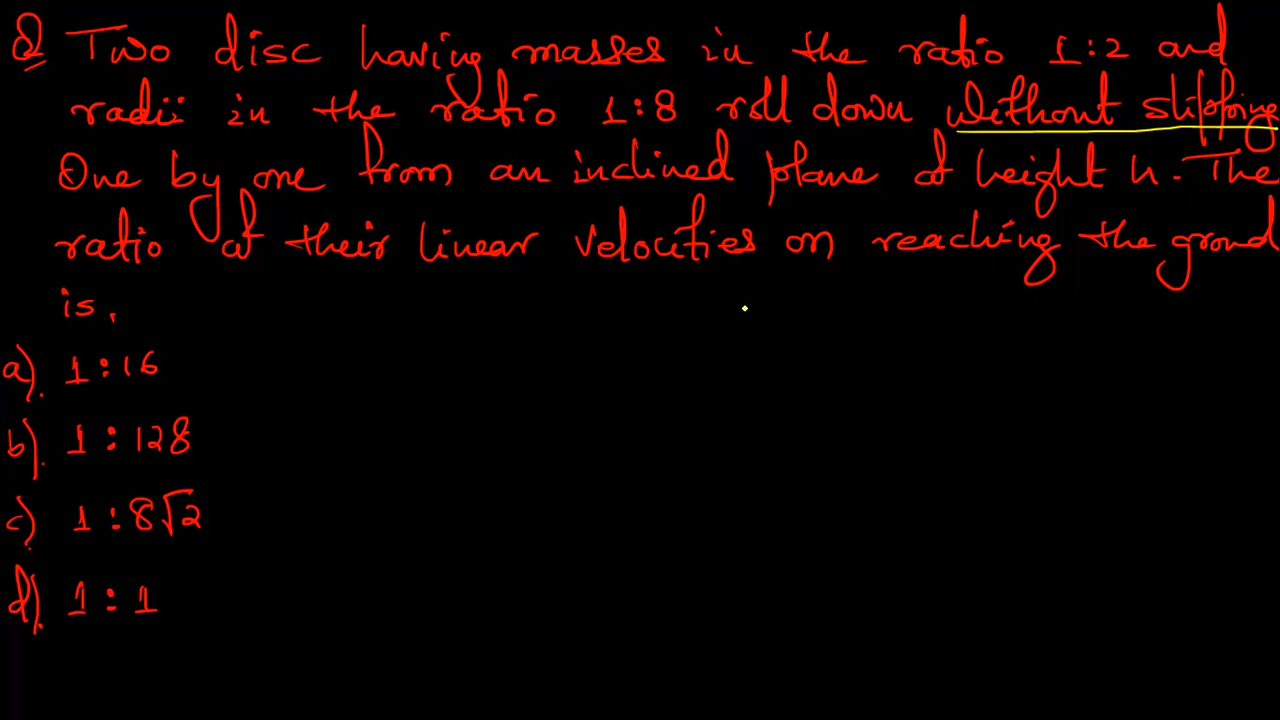 Q Two disc having masses in the ratio 1:2 and
radii in the ratio 1:8 roll down without slipping
One by one from an inclined plane of height h. The
ratio of their linear velocities on reaching the ground
is.
a). 1:16
b). 1:128
c) 1:8√2
d). 1:1